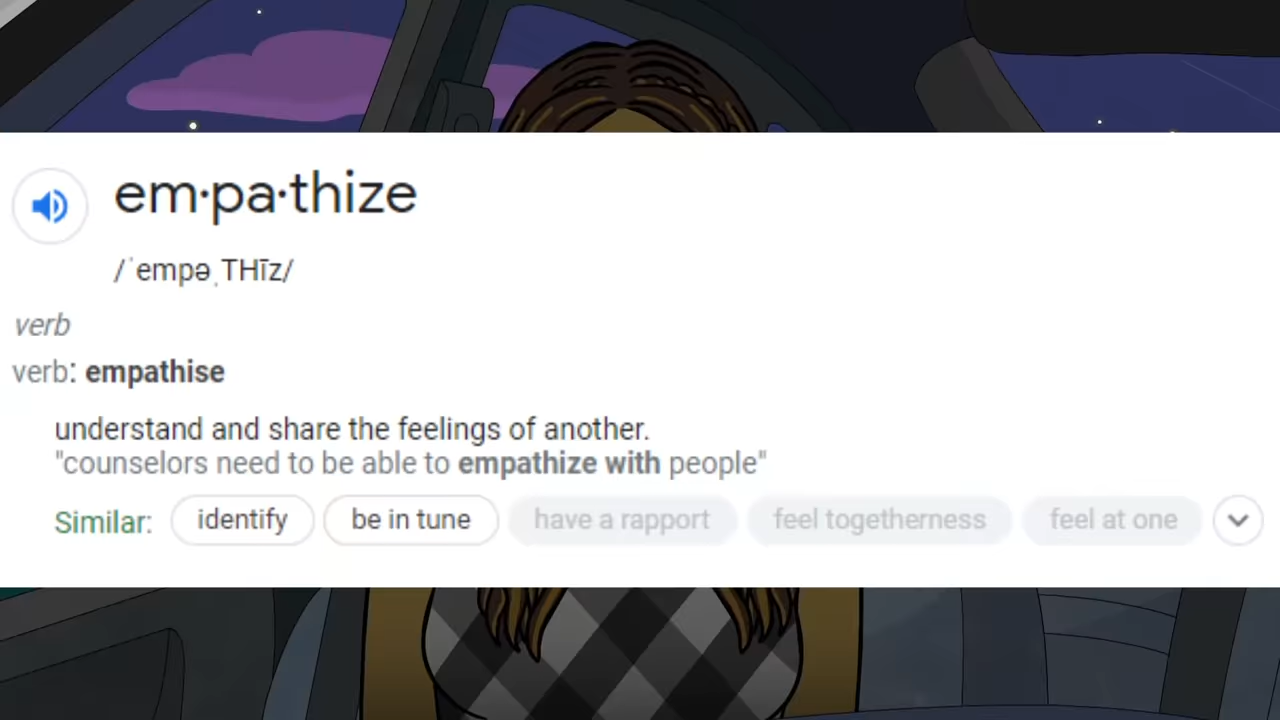 em·pa·thize
/ˈempəˌTHīz/
verb
verb: empathise
understand and share the feelings of another.
"counselors need to be able to empathize with people"
Similar: identify be in tune have a rapport feel togetherness feel at one